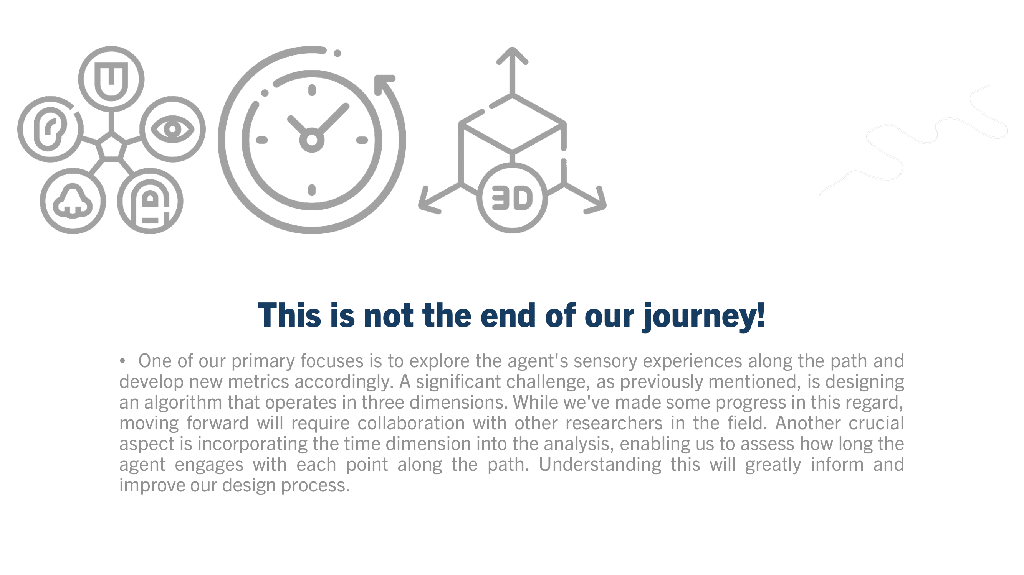 3D
This is not the end of our journey!
• One of our primary focuses is to explore the agent's sensory experiences along the path and
develop new metrics accordingly. A significant challenge, as previously mentioned, is designing
an algorithm that operates in three dimensions. While we've made some progress in this regard,
moving forward will require collaboration with other researchers in the field. Another crucial
aspect is incorporating the time dimension into the analysis, enabling us to assess how long the
agent engages with each point along the path. Understanding this will greatly inform and
improve our design process.